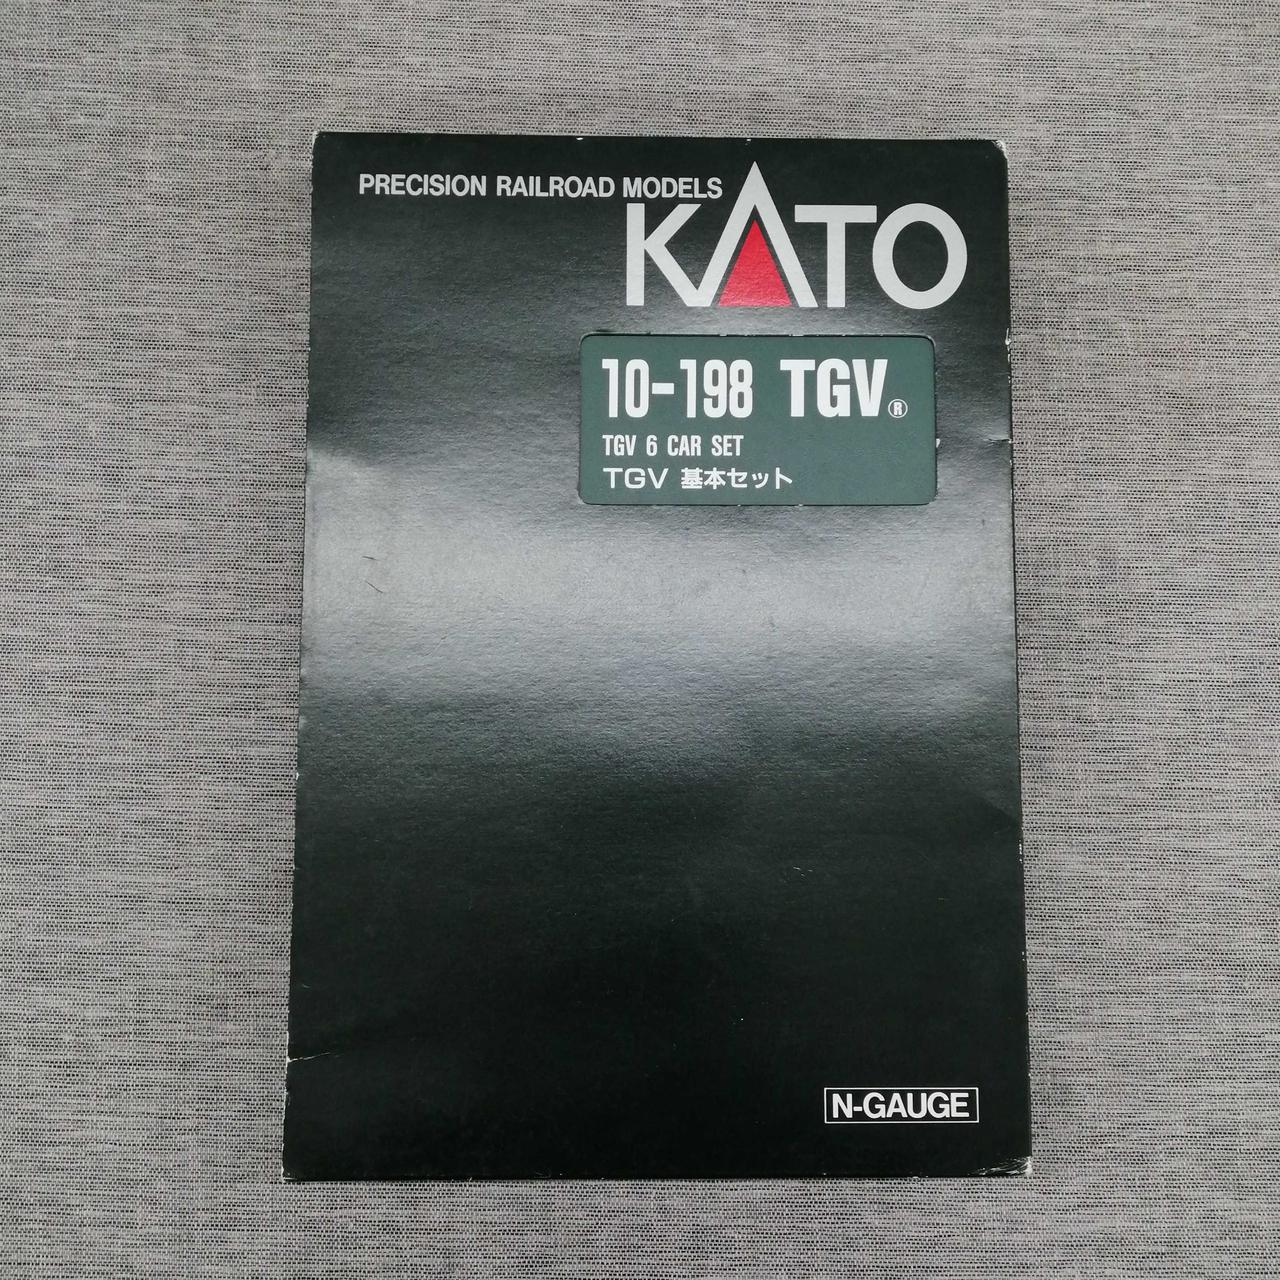 PRECISION RAILROAD MODELS
KATO
10-198 TGV®
TGV 6 CAR SET
TGV 基本セット
N-GAUGE